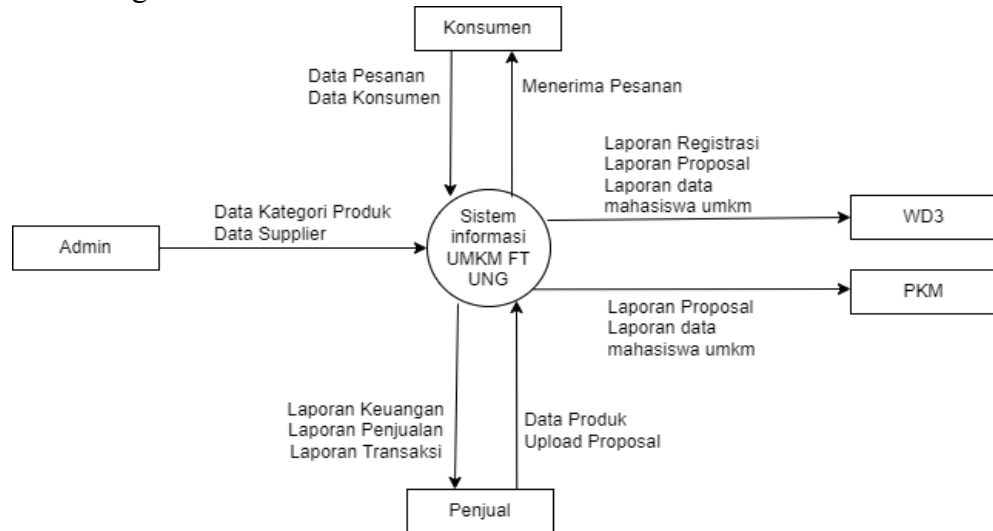 Konsumen
Data Pesanan
Data Konsumen
Menerima Pesanan
Laporan Registrasi
Laporan Proposal
Laporan data
mahasiswa umkm
Data Kategori Produk
Data Supplier
Admin
Sistem
informasi
UMKM FT
UNG
WD3
PKM
Laporan Proposal
Laporan data
mahasiswa umkm
Laporan Keuangan
Laporan Penjualan
Laporan Transaksi
Data Produk
Upload Proposal
Penjual